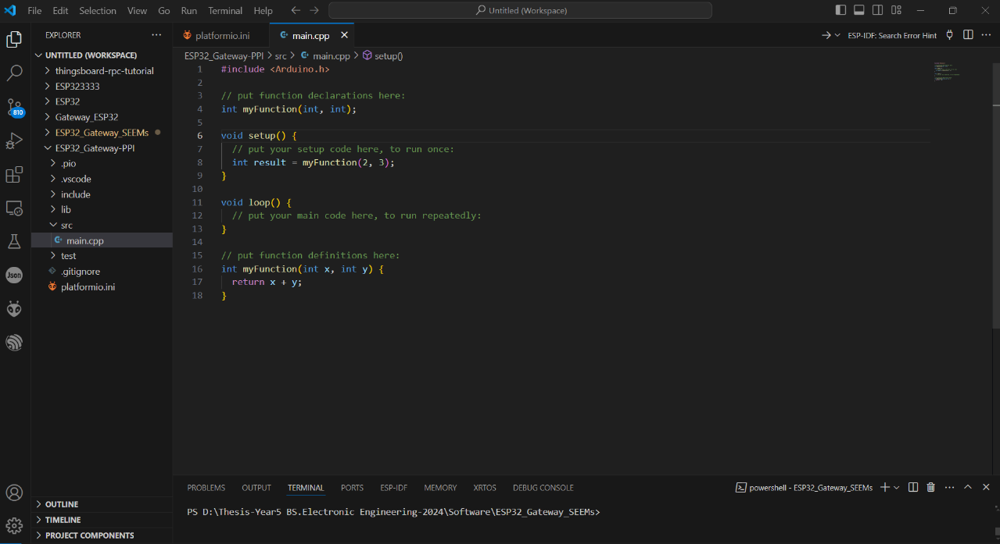 File Edit Selection View Go Run Terminal Help Untitled (Workspace)
EXPLORER
UNTITLED (WORKSPACE)
thingsboard-rpc-tutorial
ESP323333
ESP32
Gateway_ESP32
ESP32_Gateway_SEEMs
ESP32_Gateway-PPI
.pio
.vscode
include
lib
src
main.cpp
test
.gitignore
platformio.ini
OUTLINE
TIMELINE
PROJECT COMPONENTS
810
Json
platformio.ini main.cpp ESP-IDF: Search Error Hint
ESP32_Gateway-PPI > src > main.cpp > setup()
1 #include <Arduino.h>
2
3 // put function declarations here:
4 int myFunction(int, int);
5
6 void setup() {
7 // put your setup code here, to run once:
8 int result = myFunction(2, 3);
9 }
10
11 void loop() {
12 // put your main code here, to run repeatedly:
13 }
14
15 // put function definitions here:
16 int myFunction(int x, int y) {
17 return x + y;
18 }
PROBLEMS OUTPUT TERMINAL PORTS ESP-IDF MEMORY XRTOS DEBUG CONSOLE powershell - ESP32_Gateway_SEEMs
PS D:\Thesis-Year5 BS.Electronic Engineering-2024\Software\ESP32_Gateway_SEEMs>